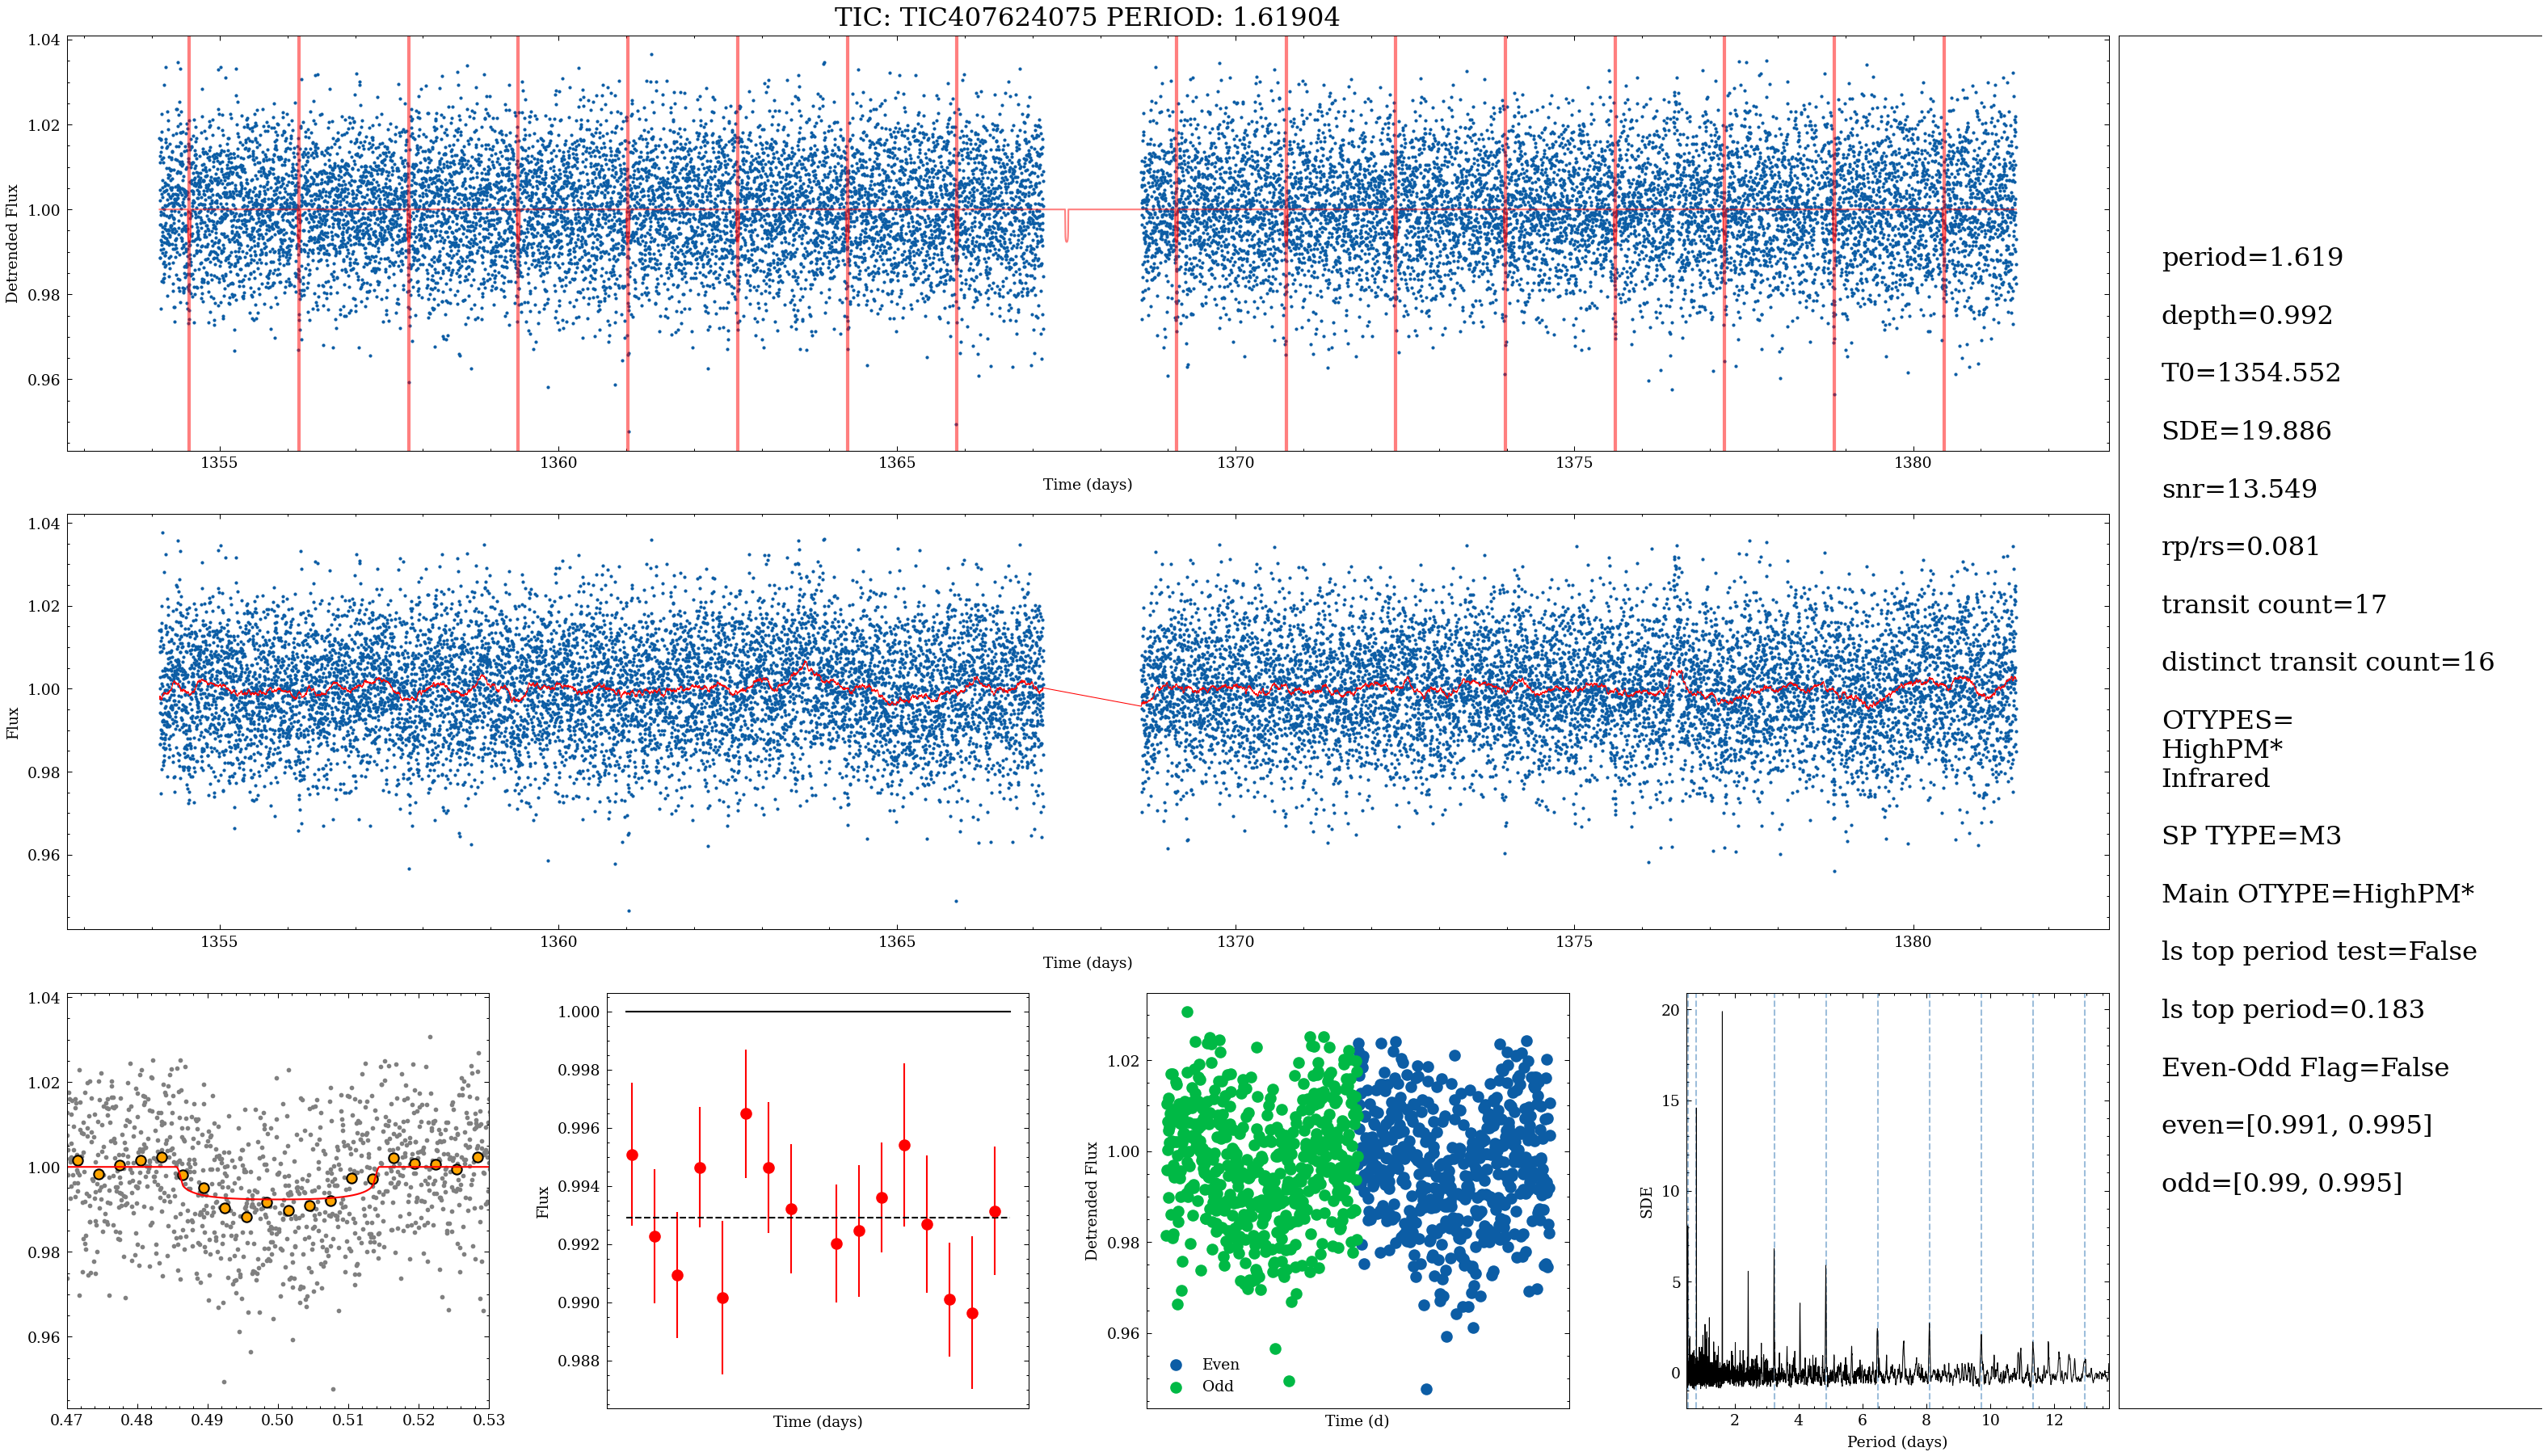 TIC: TIC407624075 PERIOD: 1.61904
1.04
1.02
1.00
0.98
0.96
Detrended Flux
1355
1360
1365
1370
1375
1380
Time (days)
1.04
1.02
1.00
0.98
0.96
Flux
1355
1360
1365
1370
1375
1380
Time (days)
1.04
1.02
1.00
0.98
0.96
0.47
0.48
0.49
0.50
0.51
0.52
0.53
1.000
0.998
0.996
0.994
0.992
0.990
0.988
Flux
Time (days)
1.02
1.00
0.98
0.96
Detrended Flux
Even
Odd
Time (d)
20
15
10
5
0
SDE
2
4
6
8
10
12
Period (days)
period=1.619
depth=0.992
T0=1354.552
SDE=19.886
snr=13.549
rp/rs=0.081
transit count=17
distinct transit count=16
OTYPES=
HighPM*
Infrared
SP TYPE=M3
Main OTYPE=HighPM*
ls top period test=False
ls top period=0.183
Even-Odd Flag=False
even=[0.991, 0.995]
odd=[0.99, 0.995]